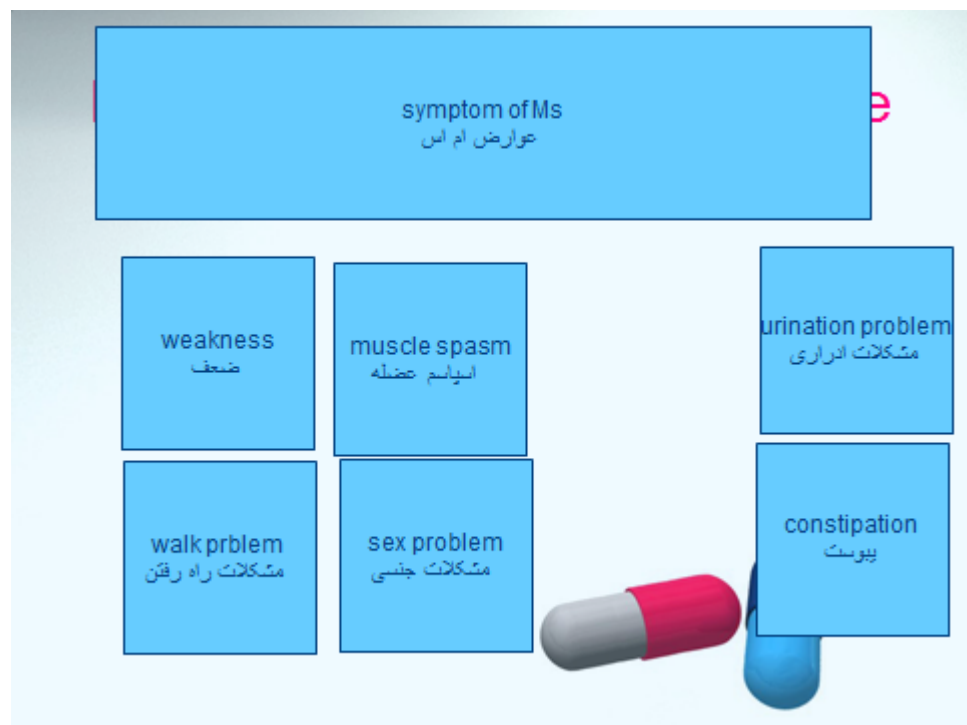 symptom of Ms
عوارض ام اس
weakness
ضعف
muscle spasm
اسپاسم عضله
urination problem
مشکلات ادراری
walk prblem
مشکلات راه رفتن
sex problem
مشکلات جنسی
constipation
یبوست